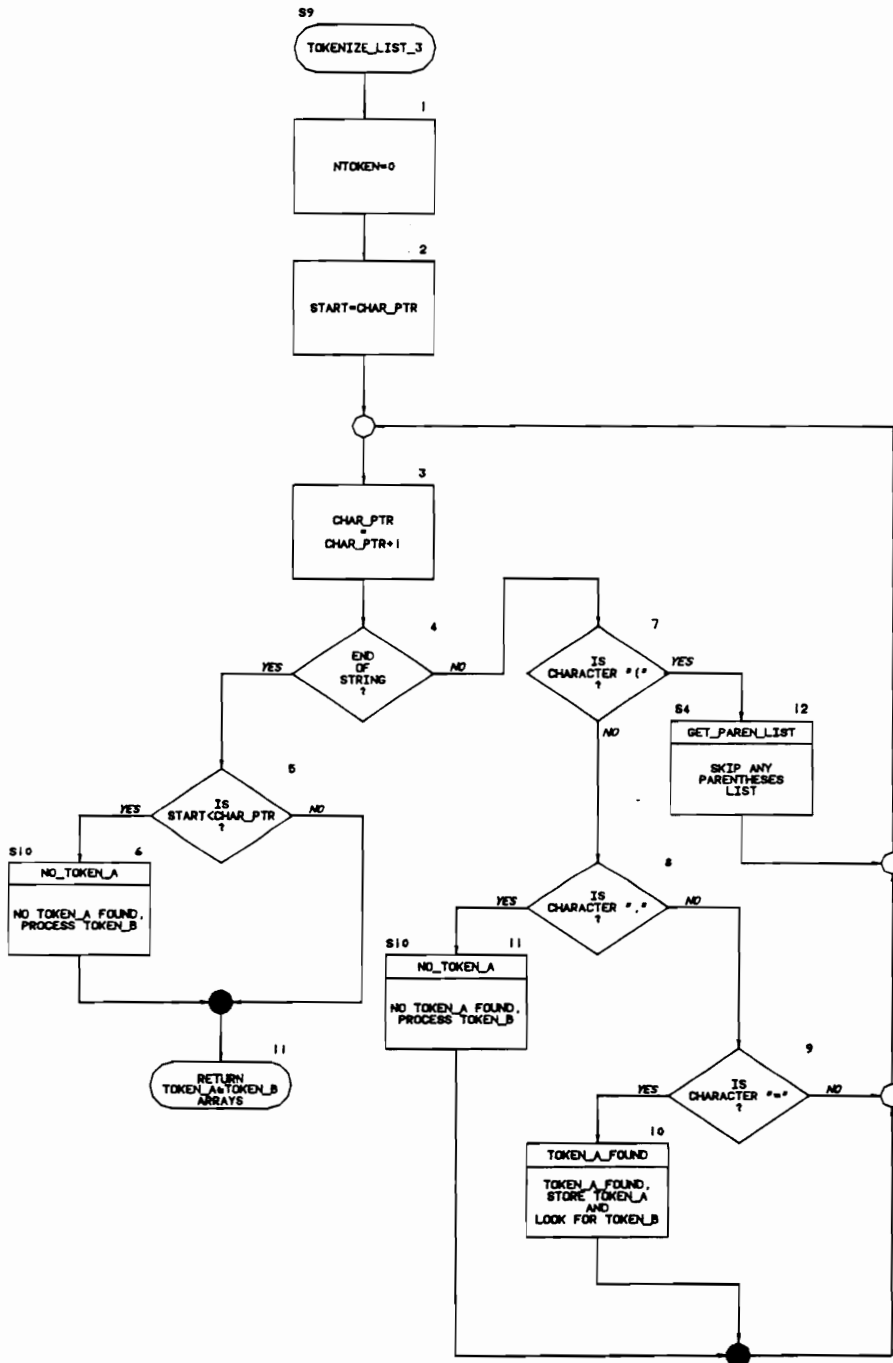 S9
TOKENIZE_LIST_3
1
NTOKEN=0
2
START=CHAR_PTR
3
CHAR_PTR
=
CHAR_PTR+1
4
END
OF
STRING
?
YES
NO
7
IS
CHARACTER "("
?
YES
NO
S4
12
GET_PAREN_LIST
SKIP ANY
PARENTHESES
LIST
5
IS
START<CHAR_PTR
?
YES
NO
S10
6
NO_TOKEN_A
NO TOKEN_A FOUND,
PROCESS TOKEN_B
11
RETURN
TOKEN_A&TOKEN_B
ARRAYS
8
IS
CHARACTER ","
?
YES
NO
S10
11
NO_TOKEN_A
NO TOKEN_A FOUND,
PROCESS TOKEN_B
9
IS
CHARACTER "="
?
YES
NO
10
TOKEN_A_FOUND
TOKEN_A_FOUND,
STORE TOKEN_A
AND
LOOK FOR TOKEN_B